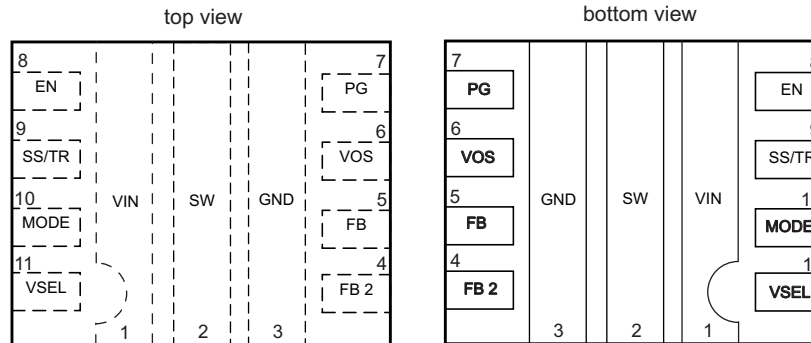 top view
8
EN
9
SS/TR
10
MODE
11
VSEL
VIN
1
SW
2
GND
3
7
PG
6
VOS
5
FB
4
FB 2
bottom view
7
PG
6
VOS
5
FB
4
FB 2
GND
3
SW
2
VIN
1
EN
SS/TR
MODE
VSEL